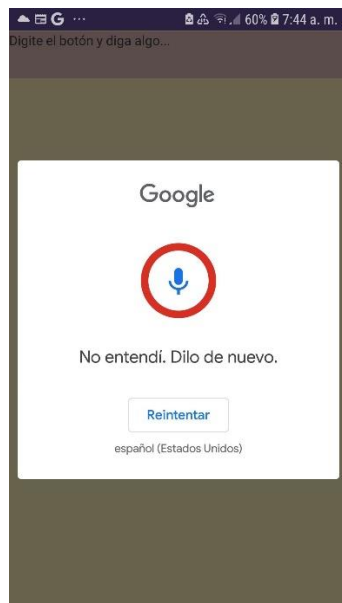 G ... 60% 7:44 a. m.
Digite el botón y diga algo...
Google
No entendí. Dilo de nuevo.
Reintentar
español (Estados Unidos)